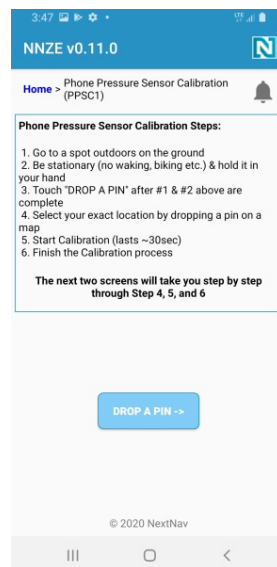 3:47
NNZE v0.11.0
Home > Phone Pressure Sensor Calibration
(PPSC1)
Phone Pressure Sensor Calibration Steps:
1. Go to a spot outdoors on the ground
2. Be stationary (no waking, biking etc.) & hold it in
your hand
3. Touch "DROP A PIN" after #1 & #2 above are
complete
4. Select your exact location by dropping a pin on a
map
5. Start Calibration (lasts ~30sec)
6. Finish the Calibration process
The next two screens will take you step by step
through Step 4, 5, and 6
DROP A PIN ->
© 2020 NextNav